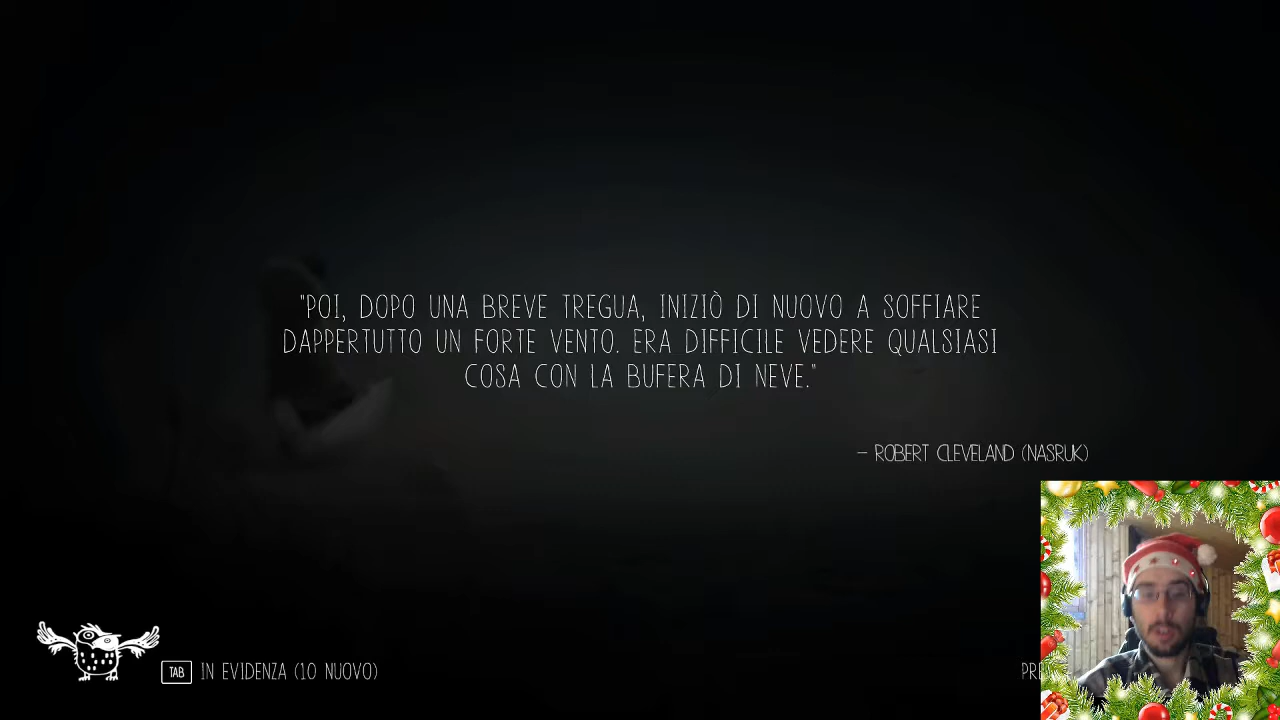 "POI, DOPO UNA BREVE TREGUA, INIZIÒ DI NUOVO A SOFFIARE
DAPPERTUTTO UN FORTE VENTO. ERA DIFFICILE VEDERE QUALSIASI
COSA CON LA BUFERA DI NEVE."
– ROBERT CLEVELAND (NASRUK)
TAB IN EVIDENZA (10 NUOVO)